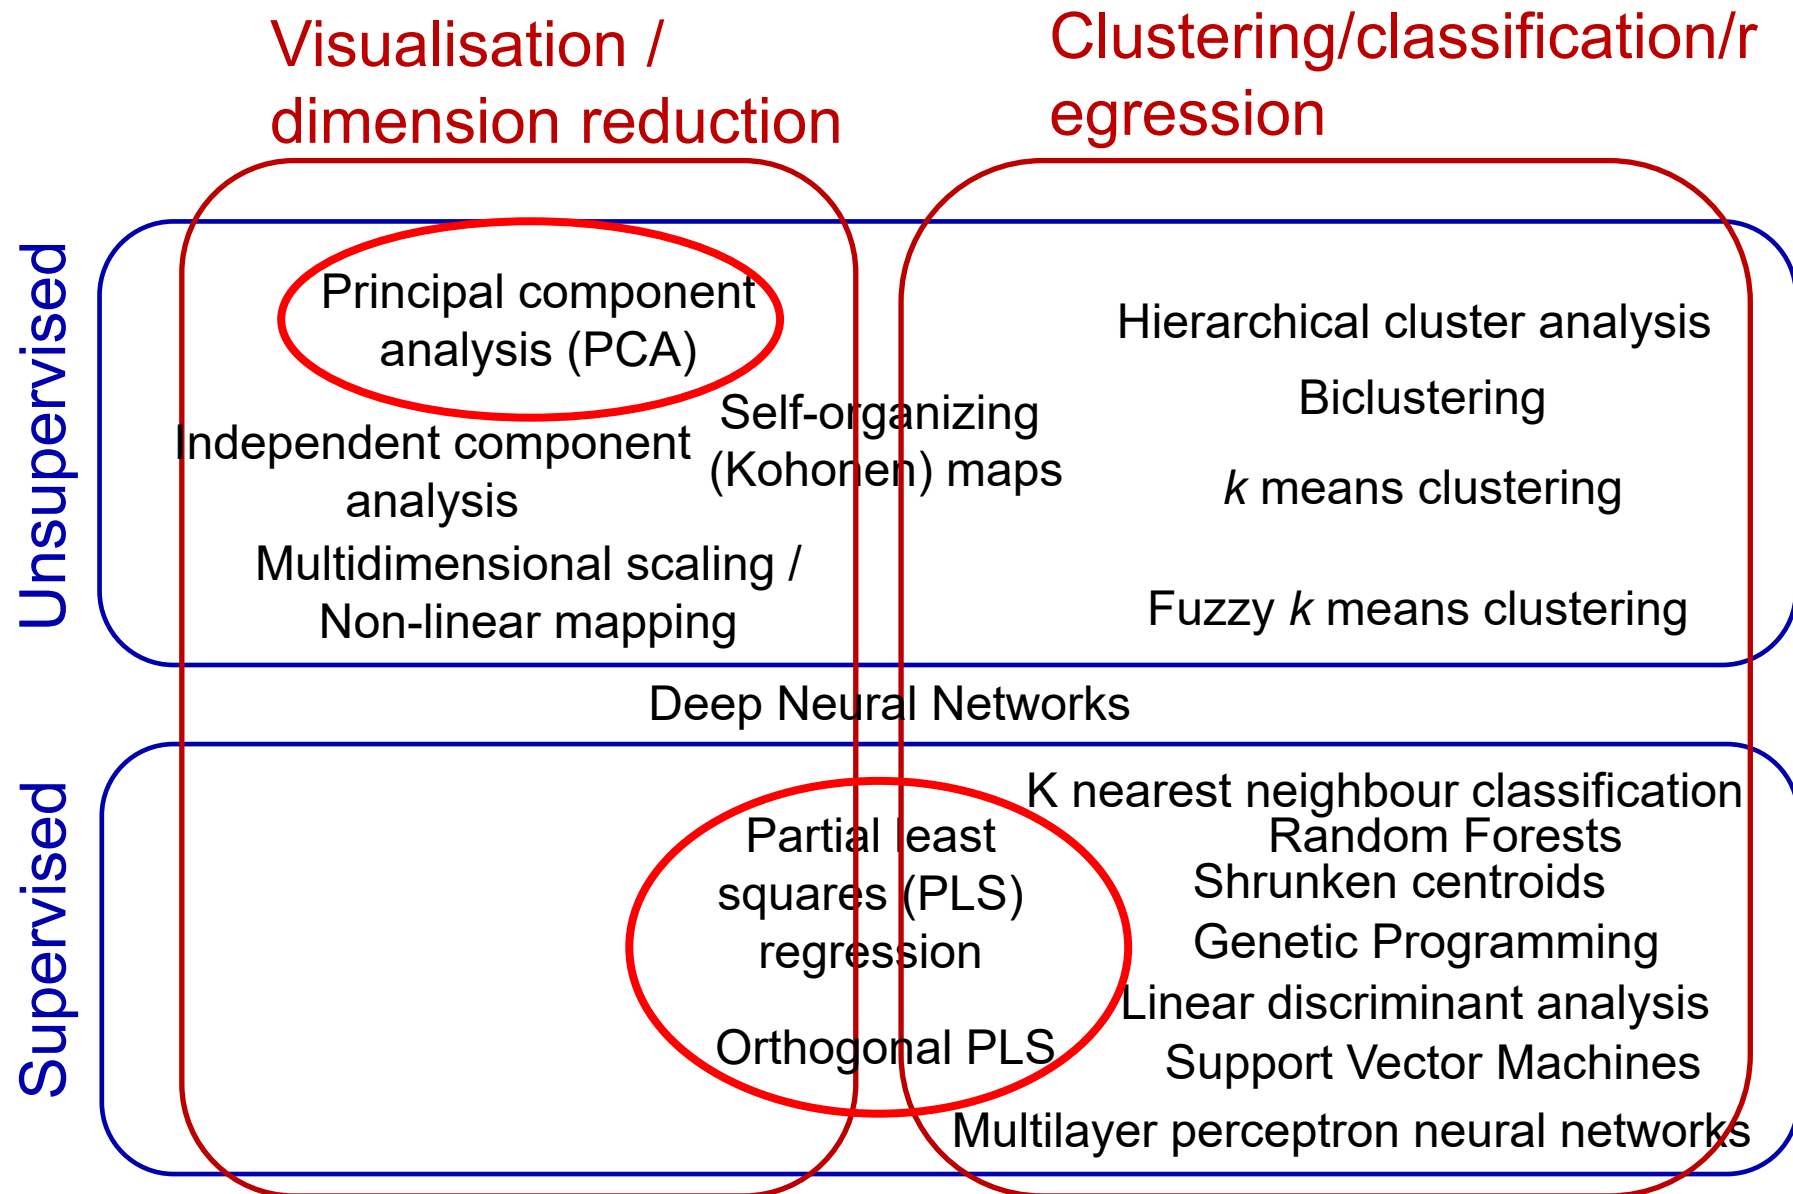 Visualisation /
dimension reduction
Clustering/classification/r
egression
Unsupervised
Principal component
analysis (PCA)
Independent component
analysis
Multidimensional scaling /
Non-linear mapping
Self-organizing
(Kohonen) maps
Hierarchical cluster analysis
Biclustering
k means clustering
Fuzzy k means clustering
Deep Neural Networks
Supervised
Partial least
squares (PLS)
regression
Orthogonal PLS
K nearest neighbour classification
Random Forests
Shrunken centroids
Genetic Programming
Linear discriminant analysis
Support Vector Machines
Multilayer perceptron neural networks